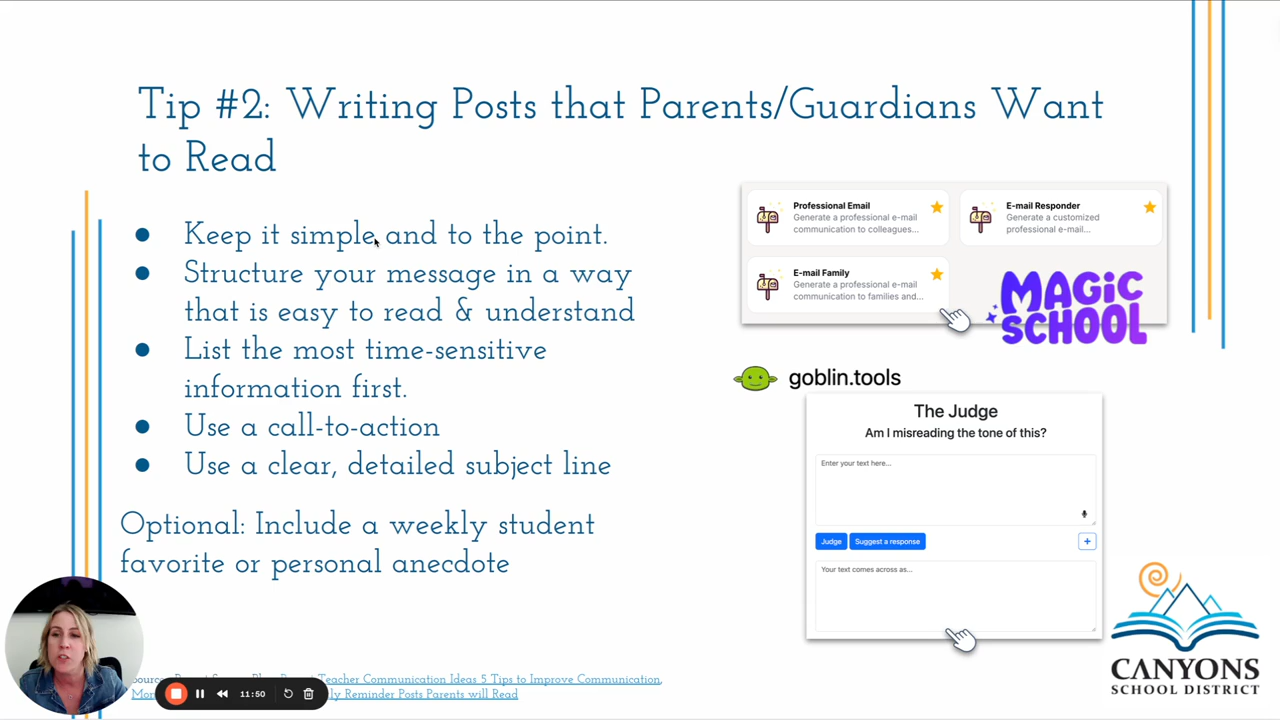 Tip #2: Writing Posts that Parents/Guardians Want
to Read
● Keep it simple and to the point.
● Structure your message in a way
that is easy to read & understand
● List the most time-sensitive
information first.
● Use a call-to-action
● Use a clear, detailed subject line
Optional: Include a weekly student
favorite or personal anecdote
Professional Email
Generate a professional e-mail
communication to colleagues...
E-mail Responder
Generate a customized
professional e-mail...
E-mail Family
Generate a professional e-mail
communication to families and...
MAGiC
SCHOOL
goblin.tools
The Judge
Am I misreading the tone of this?
Enter your text here...
Judge
Suggest a response
+
Your text comes across as...
CANYONS
SCHOOL DISTRICT
Teacher Communication Ideas 5 Tips to Improve Communication,
Reminder Posts Parents will Read
11:50